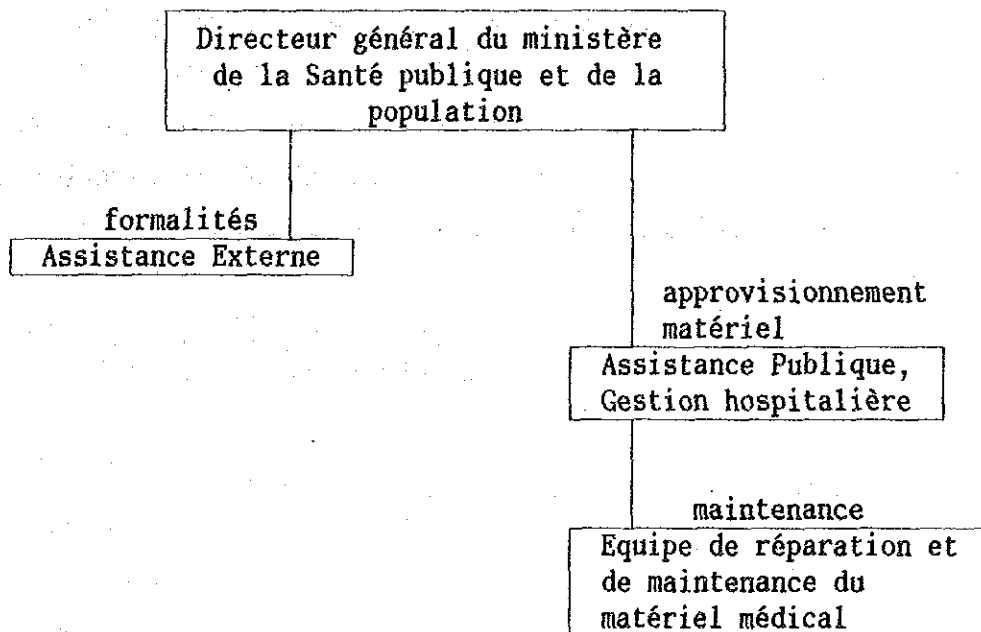 Directeur général du ministère
de la Santé publique et de la
population
formalités
Assistance Externe
approvisionnement
matériel
Assistance Publique,
Gestion hospitalière
maintenance
Equipe de réparation et
de maintenance du
matériel médical